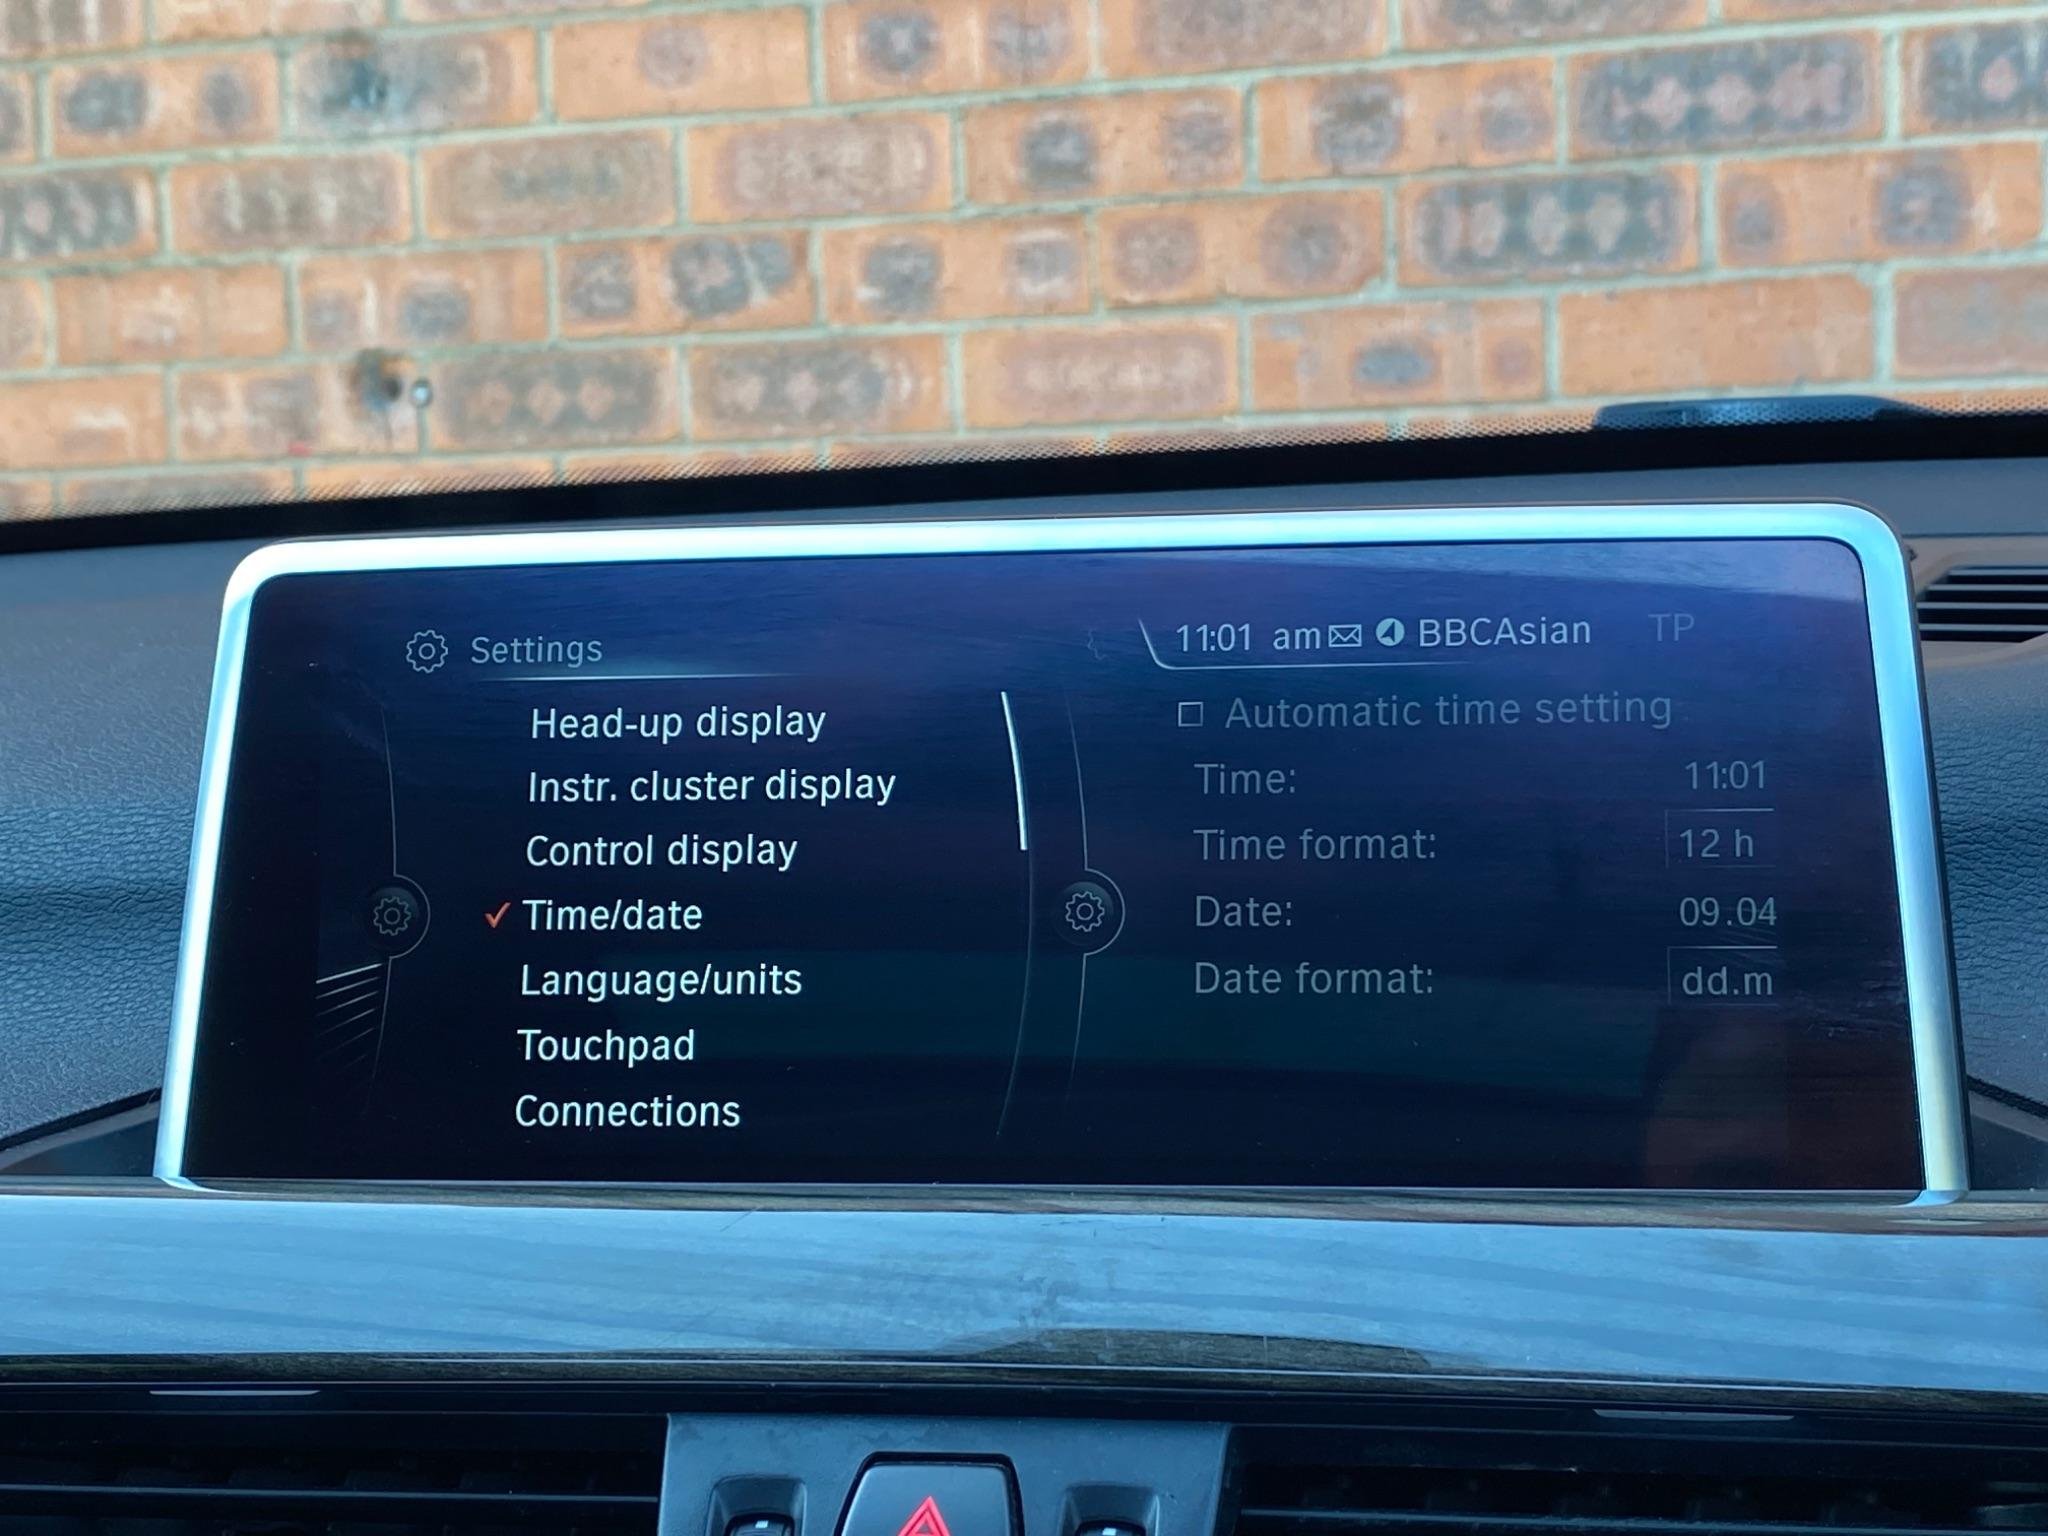 Settings
11:01 am BBCAsian TP
Head-up display
Instr. cluster display
Control display
Time/date
Language/units
Touchpad
Connections
Automatic time setting
Time: 11:01
Time format: 12 h
Date: 09.04
Date format: dd.m